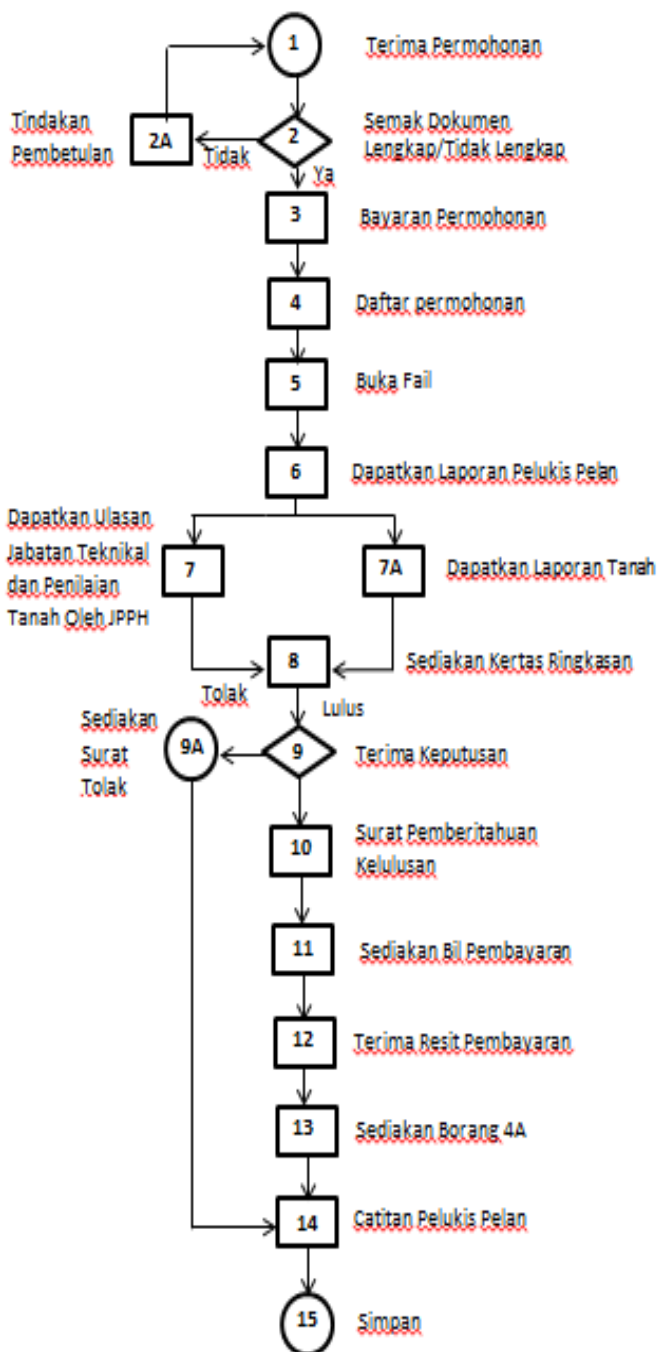 1
Terima Permohonan
Tindakan
Pembetulan
2A
Tidak
2
Semak Dokumen
Lengkap/Tidak Lengkap
Ya
3
Bayaran Permohonan
4
Daftar permohonan
5
Buka Fail
6
Dapatkan Laporan Pelukis Pelan
Dapatkan Ulasan
Jabatan Teknikal
dan Penilaian
Tanah Oleh JPPH
7
7A
Dapatkan Laporan Tanah
8
Sediakan Kertas Ringkasan
Tolak
Lulus
Sediakan
Surat
Tolak
9A
9
Terima Keputusan
10
Surat Pemberitahuan
Kelulusan
11
Sediakan Bil Pembayaran
12
Terima Resit Pembayaran
13
Sediakan Borang 4A
14
Catitan Pelukis Pelan
15
Simpan